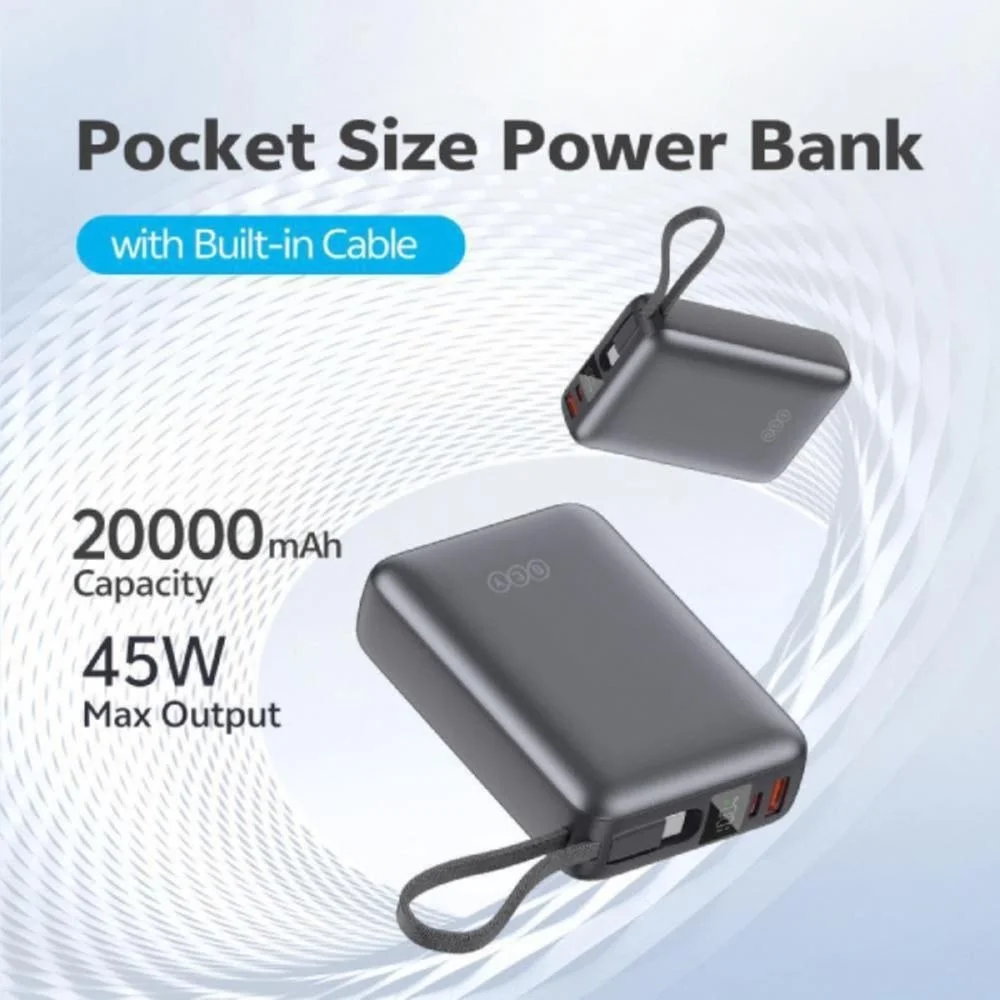 Pocket Size Power Bank
with Built-in Cable
20000mAh
Capacity
45W
Max Output